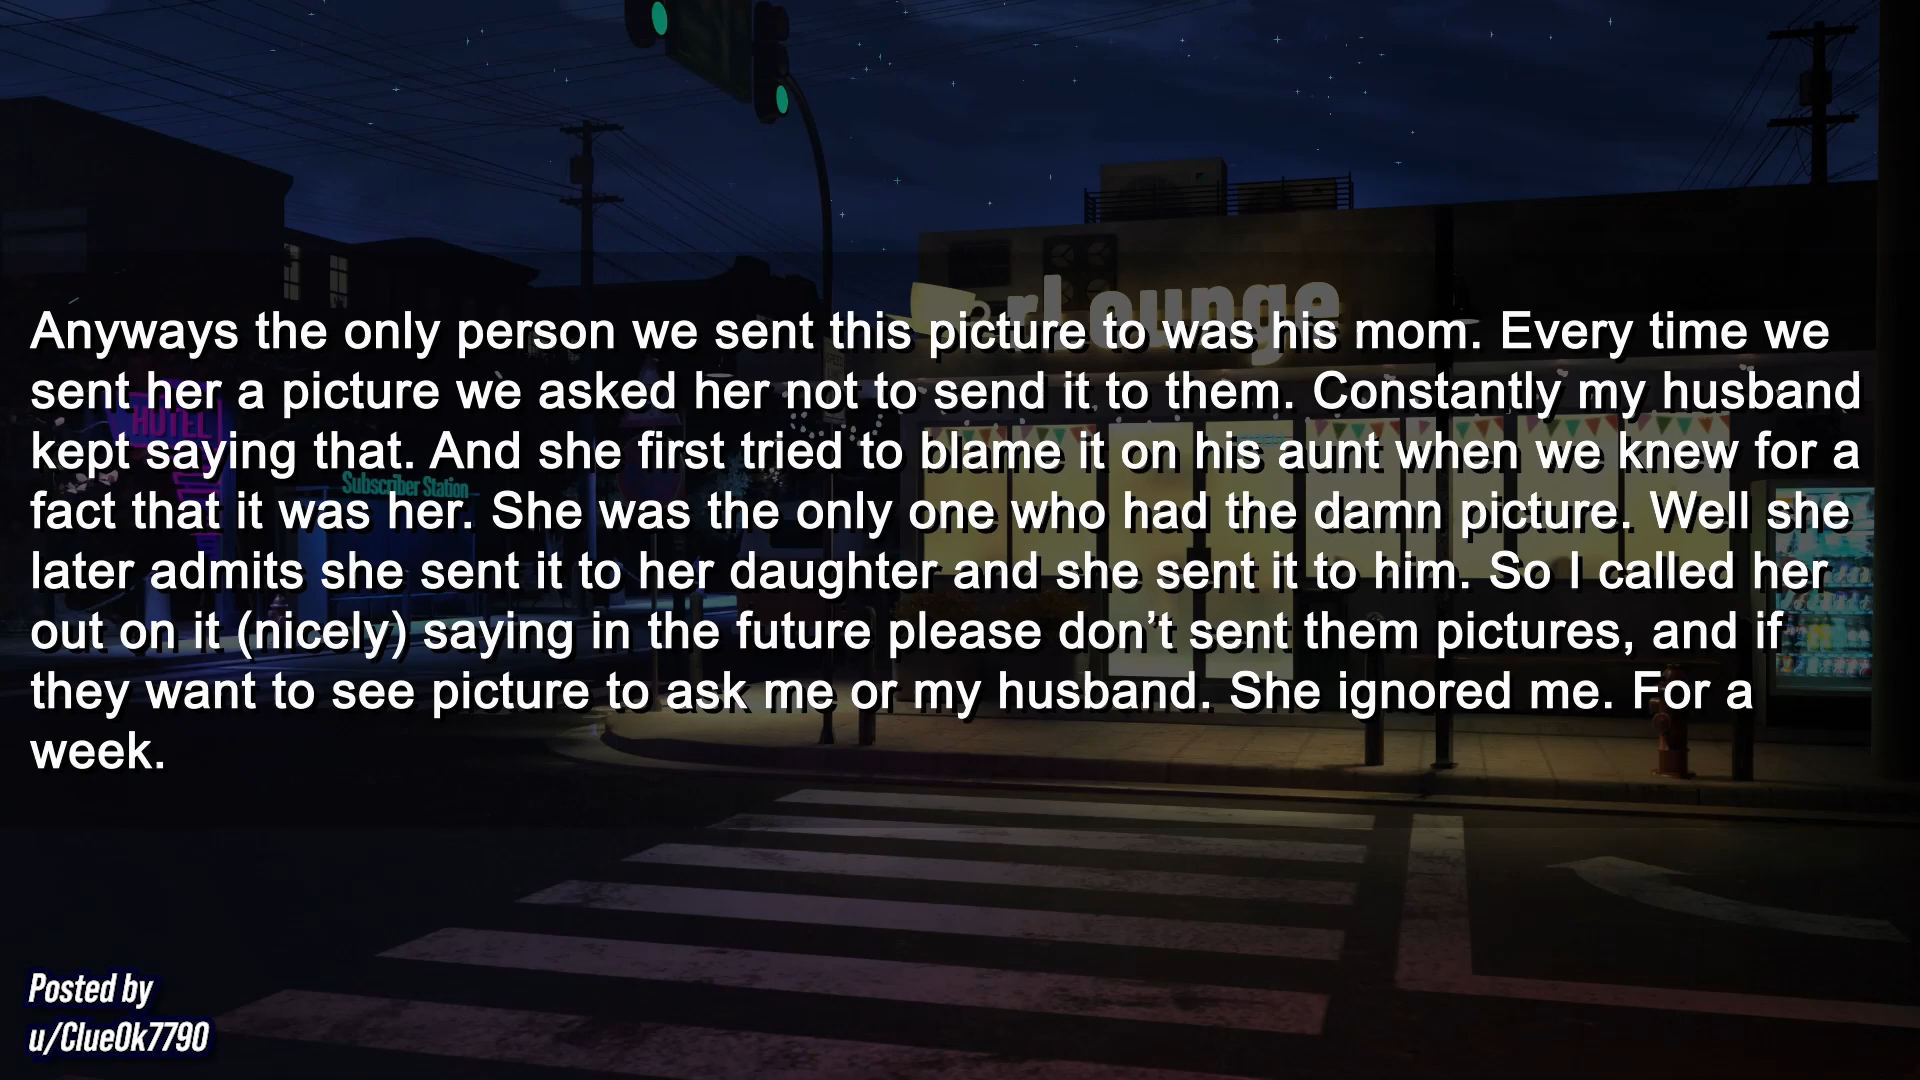 rLounge
Anyways the only person we sent this picture to was his mom. Every time we
sent her a picture we asked her not to send it to them. Constantly my husband
HOTEL
kept saying that. And she first tried to blame it on his aunt when we knew for a
Subscriber Station
fact that it was her. She was the only one who had the damn picture. Well she
later admits she sent it to her daughter and she sent it to him. So I called her
out on it (nicely) saying in the future please don’t sent them pictures, and if
they want to see picture to ask me or my husband. She ignored me. For a
week.
Posted by
u/ClueOk7790